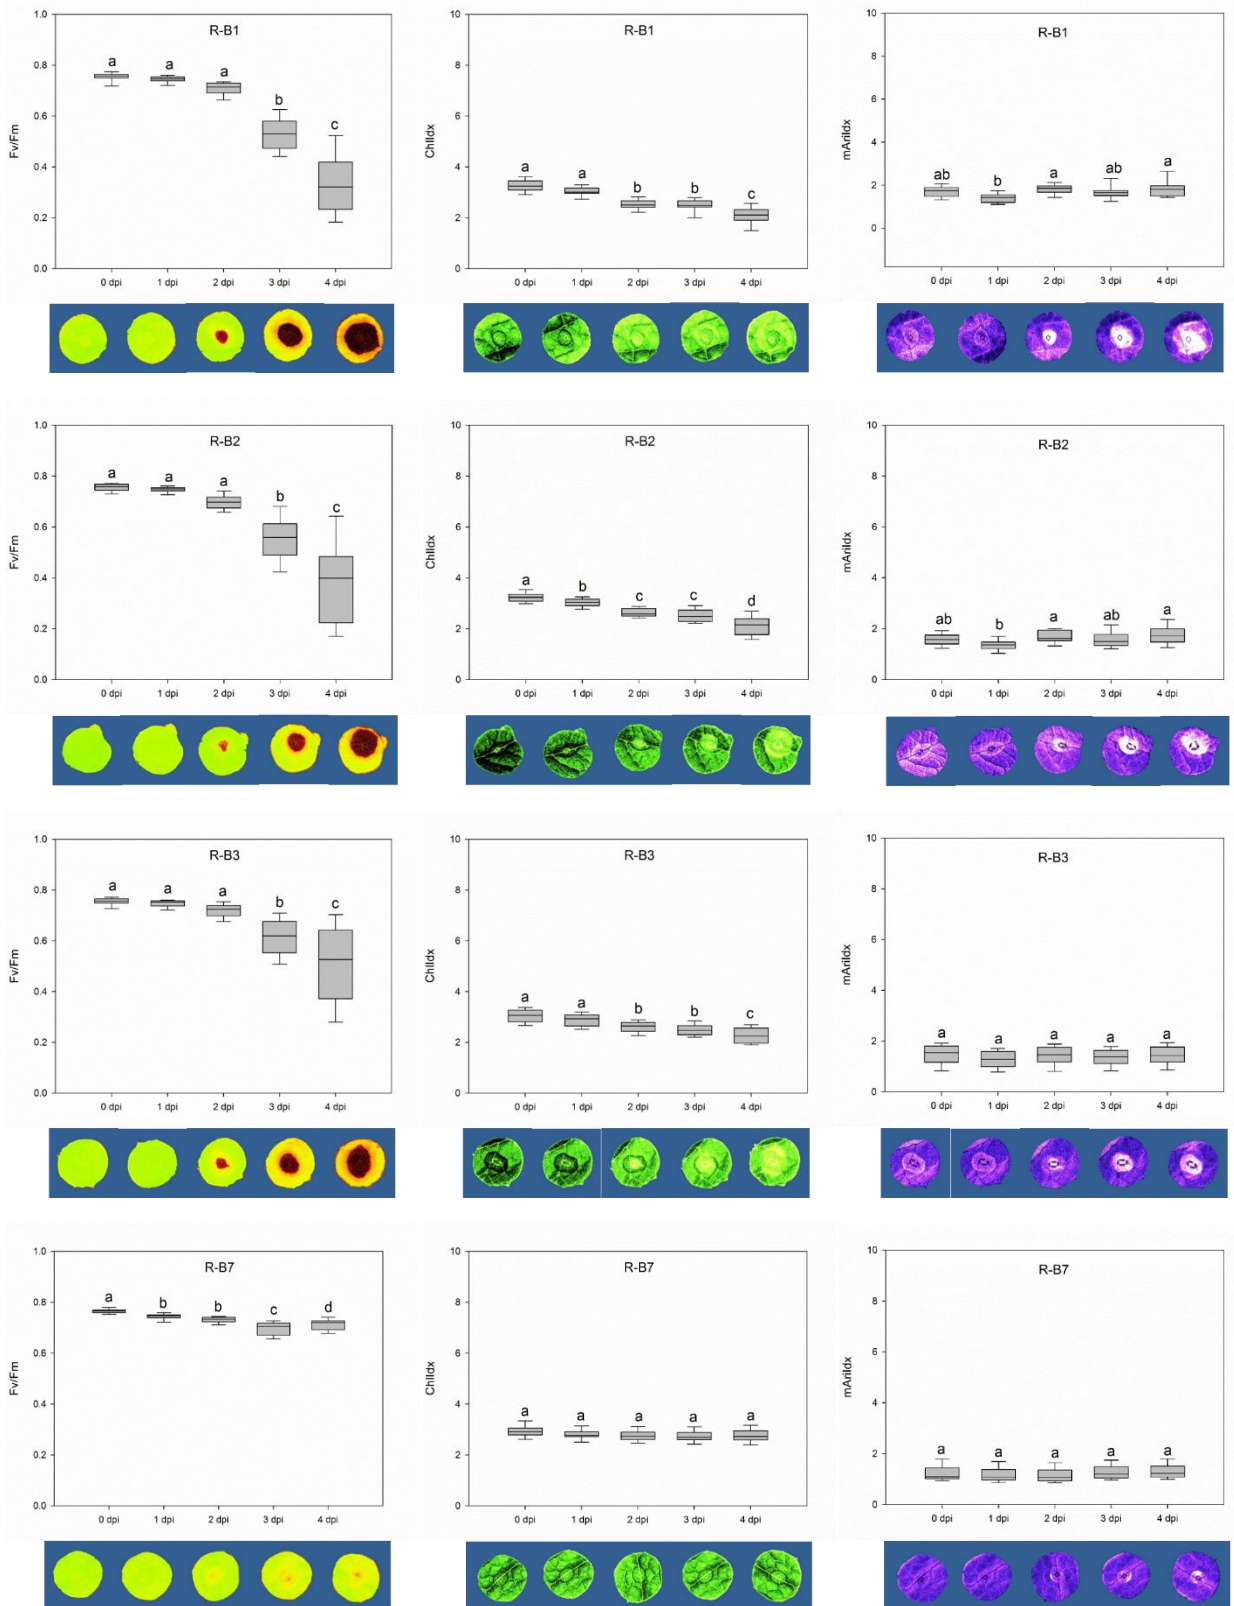 R-B1
1.0
0.8
0.6
0.4
0.2
0.0
Fv/Fm
a a a b c
0 dpi 1 dpi 2 dpi 3 dpi 4 dpi
R-B1
10
8
6
4
2
0
ChlIdx
a a b b c
0 dpi 1 dpi 2 dpi 3 dpi 4 dpi
R-B1
10
8
6
4
2
0
mAriIdx
ab b a ab a
0 dpi 1 dpi 2 dpi 3 dpi 4 dpi
R-B2
1.0
0.8
0.6
0.4
0.2
0.0
Fv/Fm
a a a b c
0 dpi 1 dpi 2 dpi 3 dpi 4 dpi
R-B2
10
8
6
4
2
0
ChlIdx
a b c c d
0 dpi 1 dpi 2 dpi 3 dpi 4 dpi
R-B2
10
8
6
4
2
0
mAriIdx
ab b a ab a
0 dpi 1 dpi 2 dpi 3 dpi 4 dpi
R-B3
1.0
0.8
0.6
0.4
0.2
0.0
Fv/Fm
a a a b c
0 dpi 1 dpi 2 dpi 3 dpi 4 dpi
R-B3
10
8
6
4
2
0
ChlIdx
a a b b c
0 dpi 1 dpi 2 dpi 3 dpi 4 dpi
R-B3
10
8
6
4
2
0
mAriIdx
a a a a a
0 dpi 1 dpi 2 dpi 3 dpi 4 dpi
R-B7
1.0
0.8
0.6
0.4
0.2
0.0
Fv/Fm
a b b c d
0 dpi 1 dpi 2 dpi 3 dpi 4 dpi
R-B7
10
8
6
4
2
0
ChlIdx
a a a a a
0 dpi 1 dpi 2 dpi 3 dpi 4 dpi
R-B7
10
8
6
4
2
0
mAriIdx
a a a a a
0 dpi 1 dpi 2 dpi 3 dpi 4 dpi